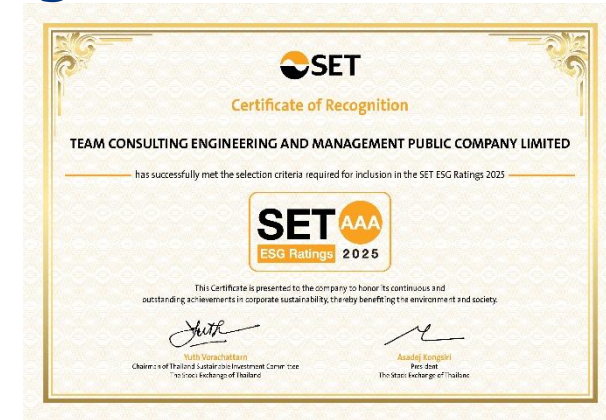 SET
Certificate of Recognition
TEAM CONSULTING ENGINEERING AND MANAGEMENT PUBLIC COMPANY LIMITED
has successfully met the selection criteria required for inclusion in the SET ESG Ratings 2025
SET AAA
ESG Ratings 2025
This Certificate is presented to the company to honor its continuous and
outstanding achievements in corporate sustainability, thereby benefiting the environment and society.
Yuth Vorachattarn
Chairman of Thailand Sustainable Investment Committee
The Stock Exchange of Thailand
Asadej Kongsiri
President
The Stock Exchange of Thailand